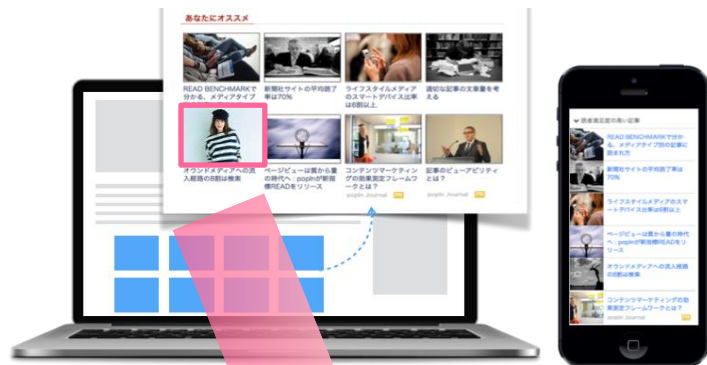 あなたにオススメ
READ BENCHMARKで
分かる、メディアタイプ
新聞社サイトの平均読了
率は70%
ライフスタイルメディア
のスマートデバイス比率
は6割以上
適切な記事の文章量を考
える
オウンドメディアへの流
入経路の8割は検索
ページビューは質から量
の時代へ：popInが新指
標READをリリース
コンテンツマーケティン
グの効果測定フレームワ
ークとは？
popIn Journal
記事のビューアビリティ
とは？
popIn Journal
読者満足度の高い記事
READ BENCHMARKで分か
る、メディアタイプ別の記事に
読まれ方
新聞社サイトの平均読了率は
70%
ライフスタイルメディアのスマ
ートデバイス比率は6割以上
ページビューは質から量の時代
へ：popInが新指標READをリ
リース
オウンドメディアへの流入経路
の8割は検索
コンテンツマーケティングの効
果測定フレームワークとは？
popIn Journal